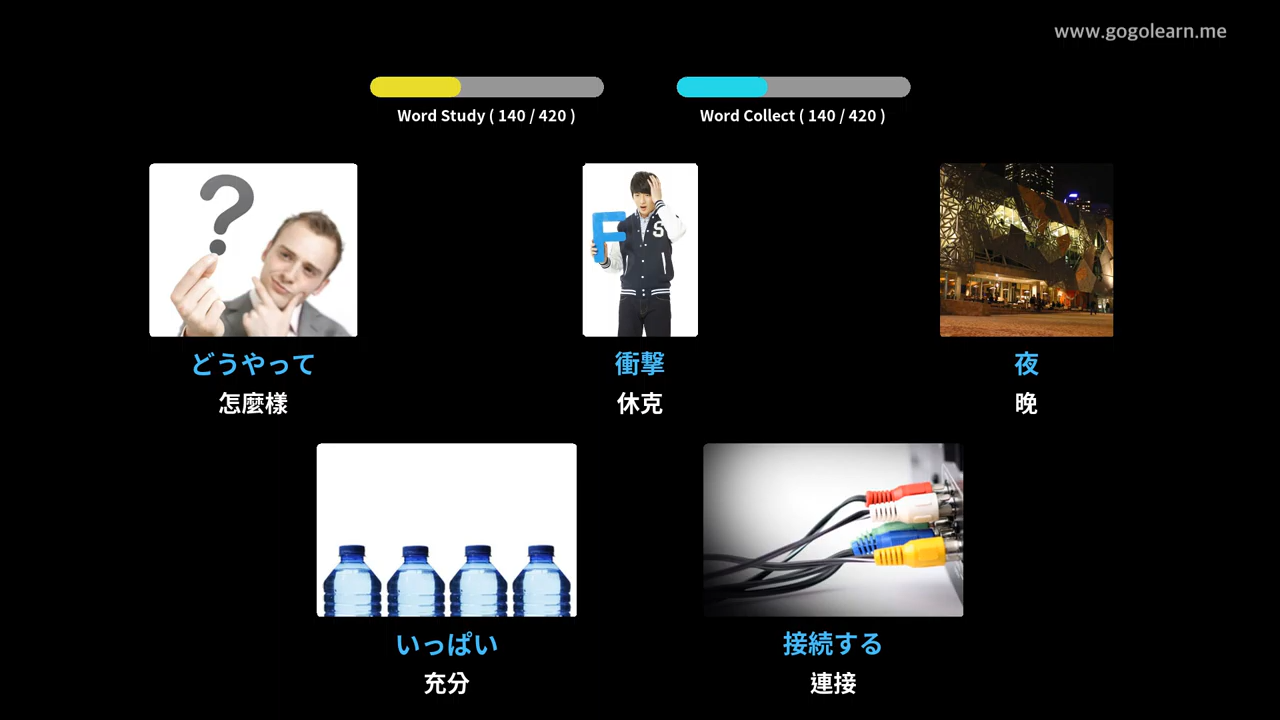 www.gogolearn.me
Word Study ( 140 / 420 )
Word Collect ( 140 / 420 )
F
S
どうやって
怎麼樣
衝撃
休克
夜
晚
いっぱい
充分
接続する
連接